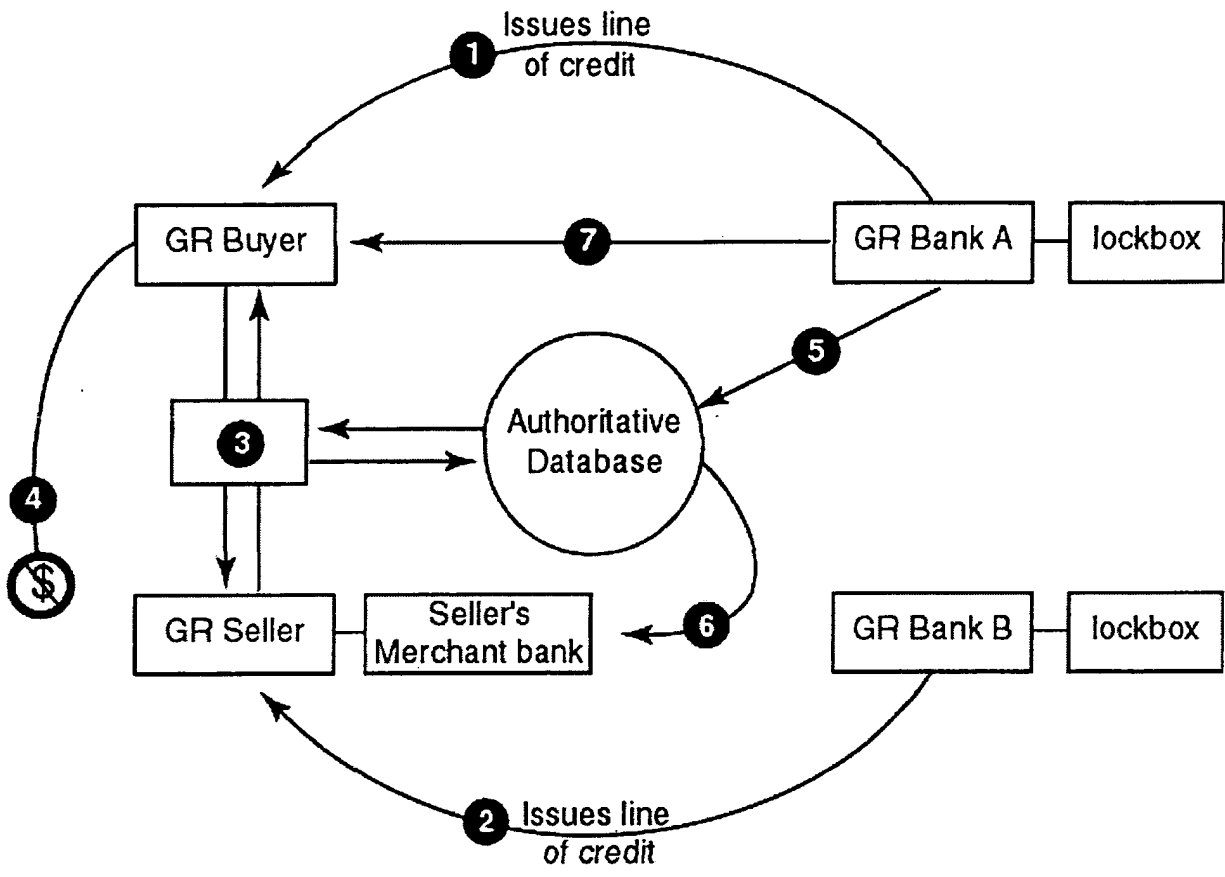 1
Issues line
of credit
GR Buyer
7
GR Bank A
lockbox
5
3
Authoritative
Database
4
$
GR Seller
Seller's
Merchant bank
6
GR Bank B
lockbox
2
Issues line
of credit